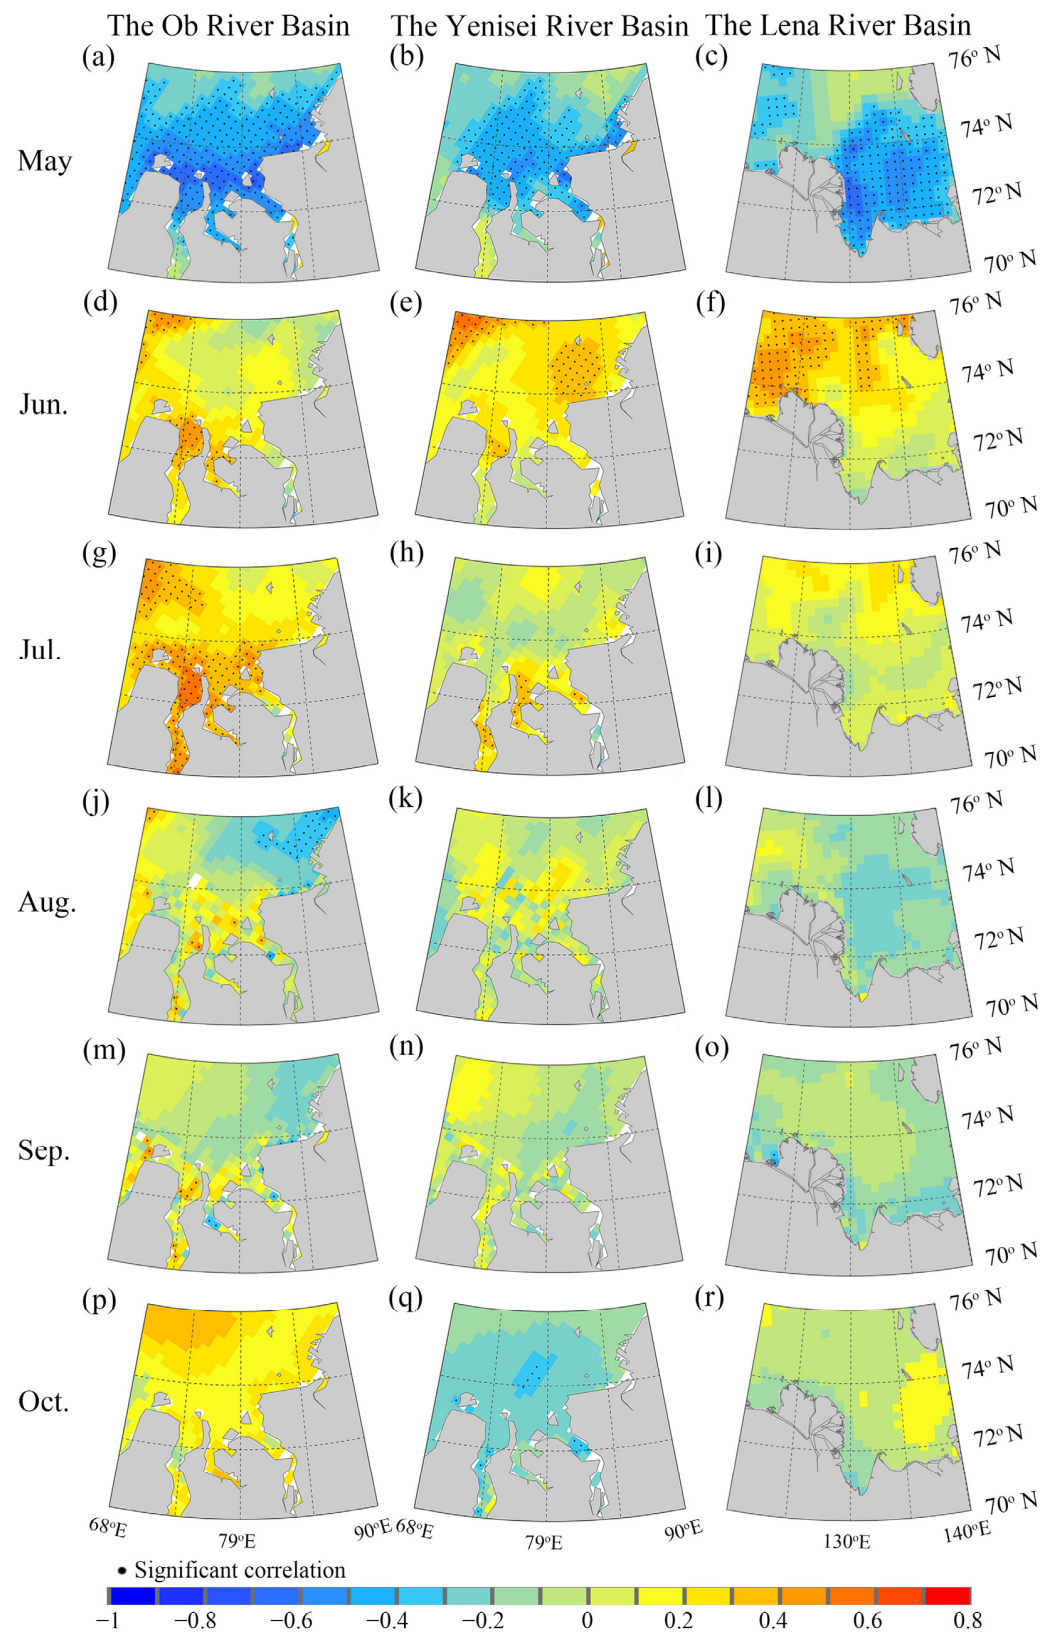 The Ob River Basin The Yenisei River Basin The Lena River Basin
(a) (b) (c) 76° N
74° N
May
72° N
70° N
(d) (e) (f) 76° N
74° N
Jun.
72° N
70° N
(g) (h) (i) 76° N
74° N
Jul.
72° N
70° N
(j) (k) (l) 76° N
74° N
Aug.
72° N
70° N
(m) (n) (o) 76° N
74° N
Sep.
72° N
70° N
(p) (q) (r) 76° N
74° N
Oct.
72° N
70° N
68°E 79°E 90°E 68°E 79°E 90°E 130°E 140°E
Significant correlation
−1 −0.8 −0.6 −0.4 −0.2 0 0.2 0.4 0.6 0.8